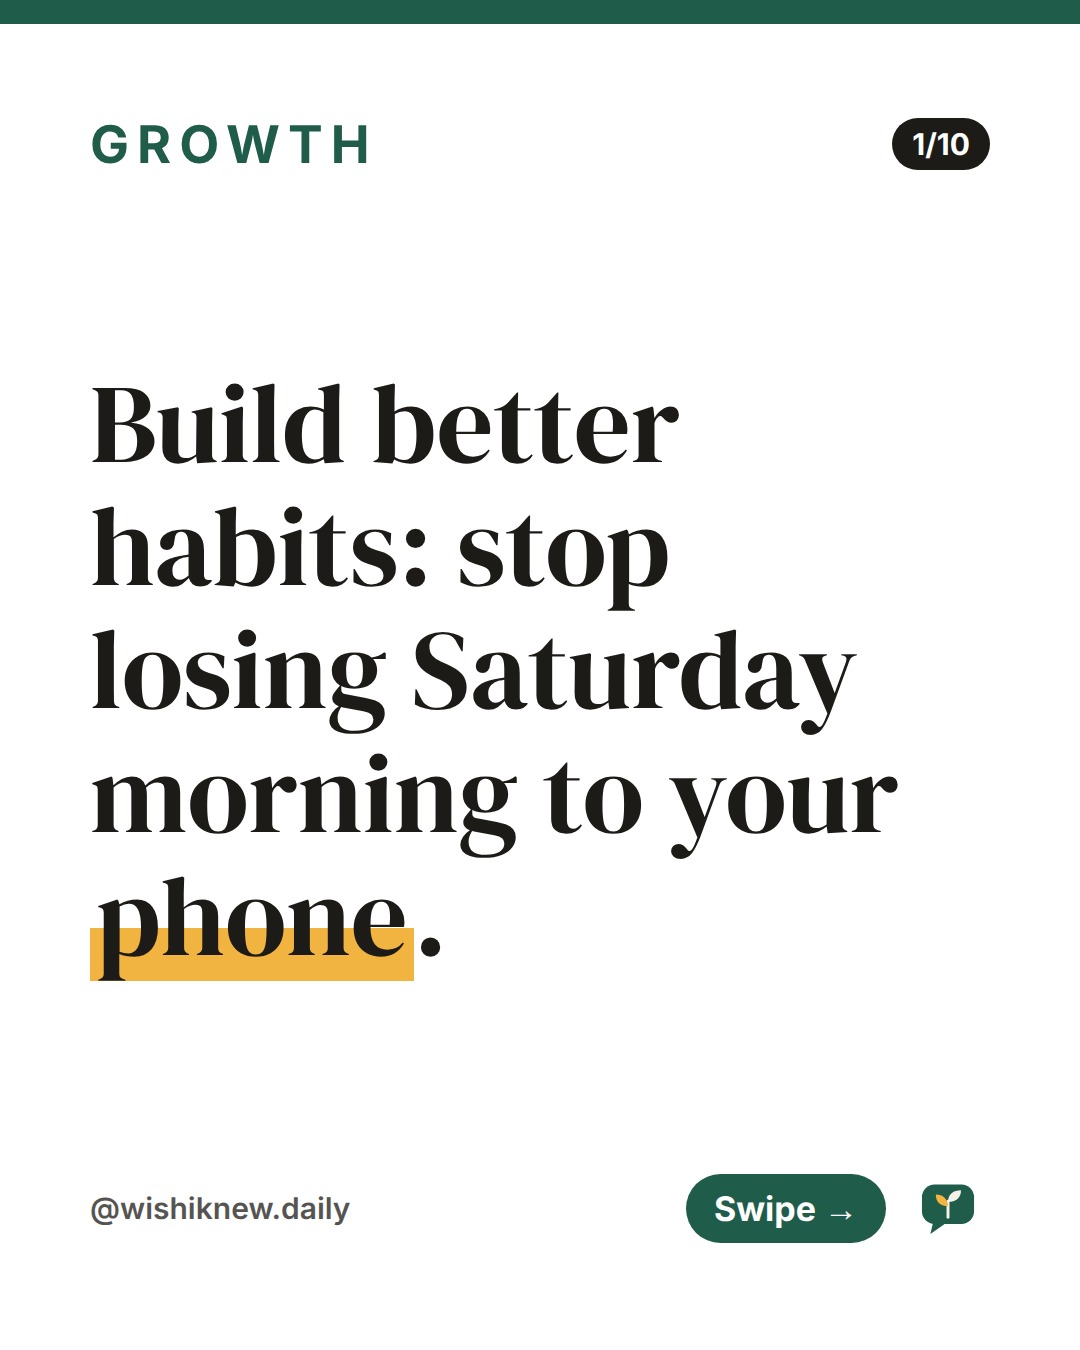 GROWTH
1/10
Build better
habits: stop
losing Saturday
morning to your
phone.
@wishiknew.daily
Swipe →